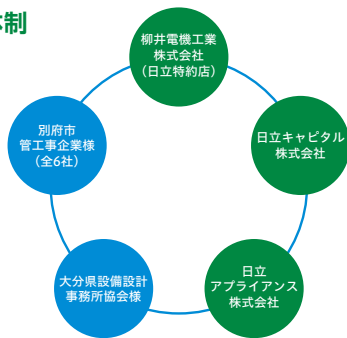 制
柳井電機工業
株式会社
（日立特約店）
日立キャピタル
株式会社
日立
アプライアンス
株式会社
大分県設備設計
事務所協会様
別府市
管工事企業様
（全6社）